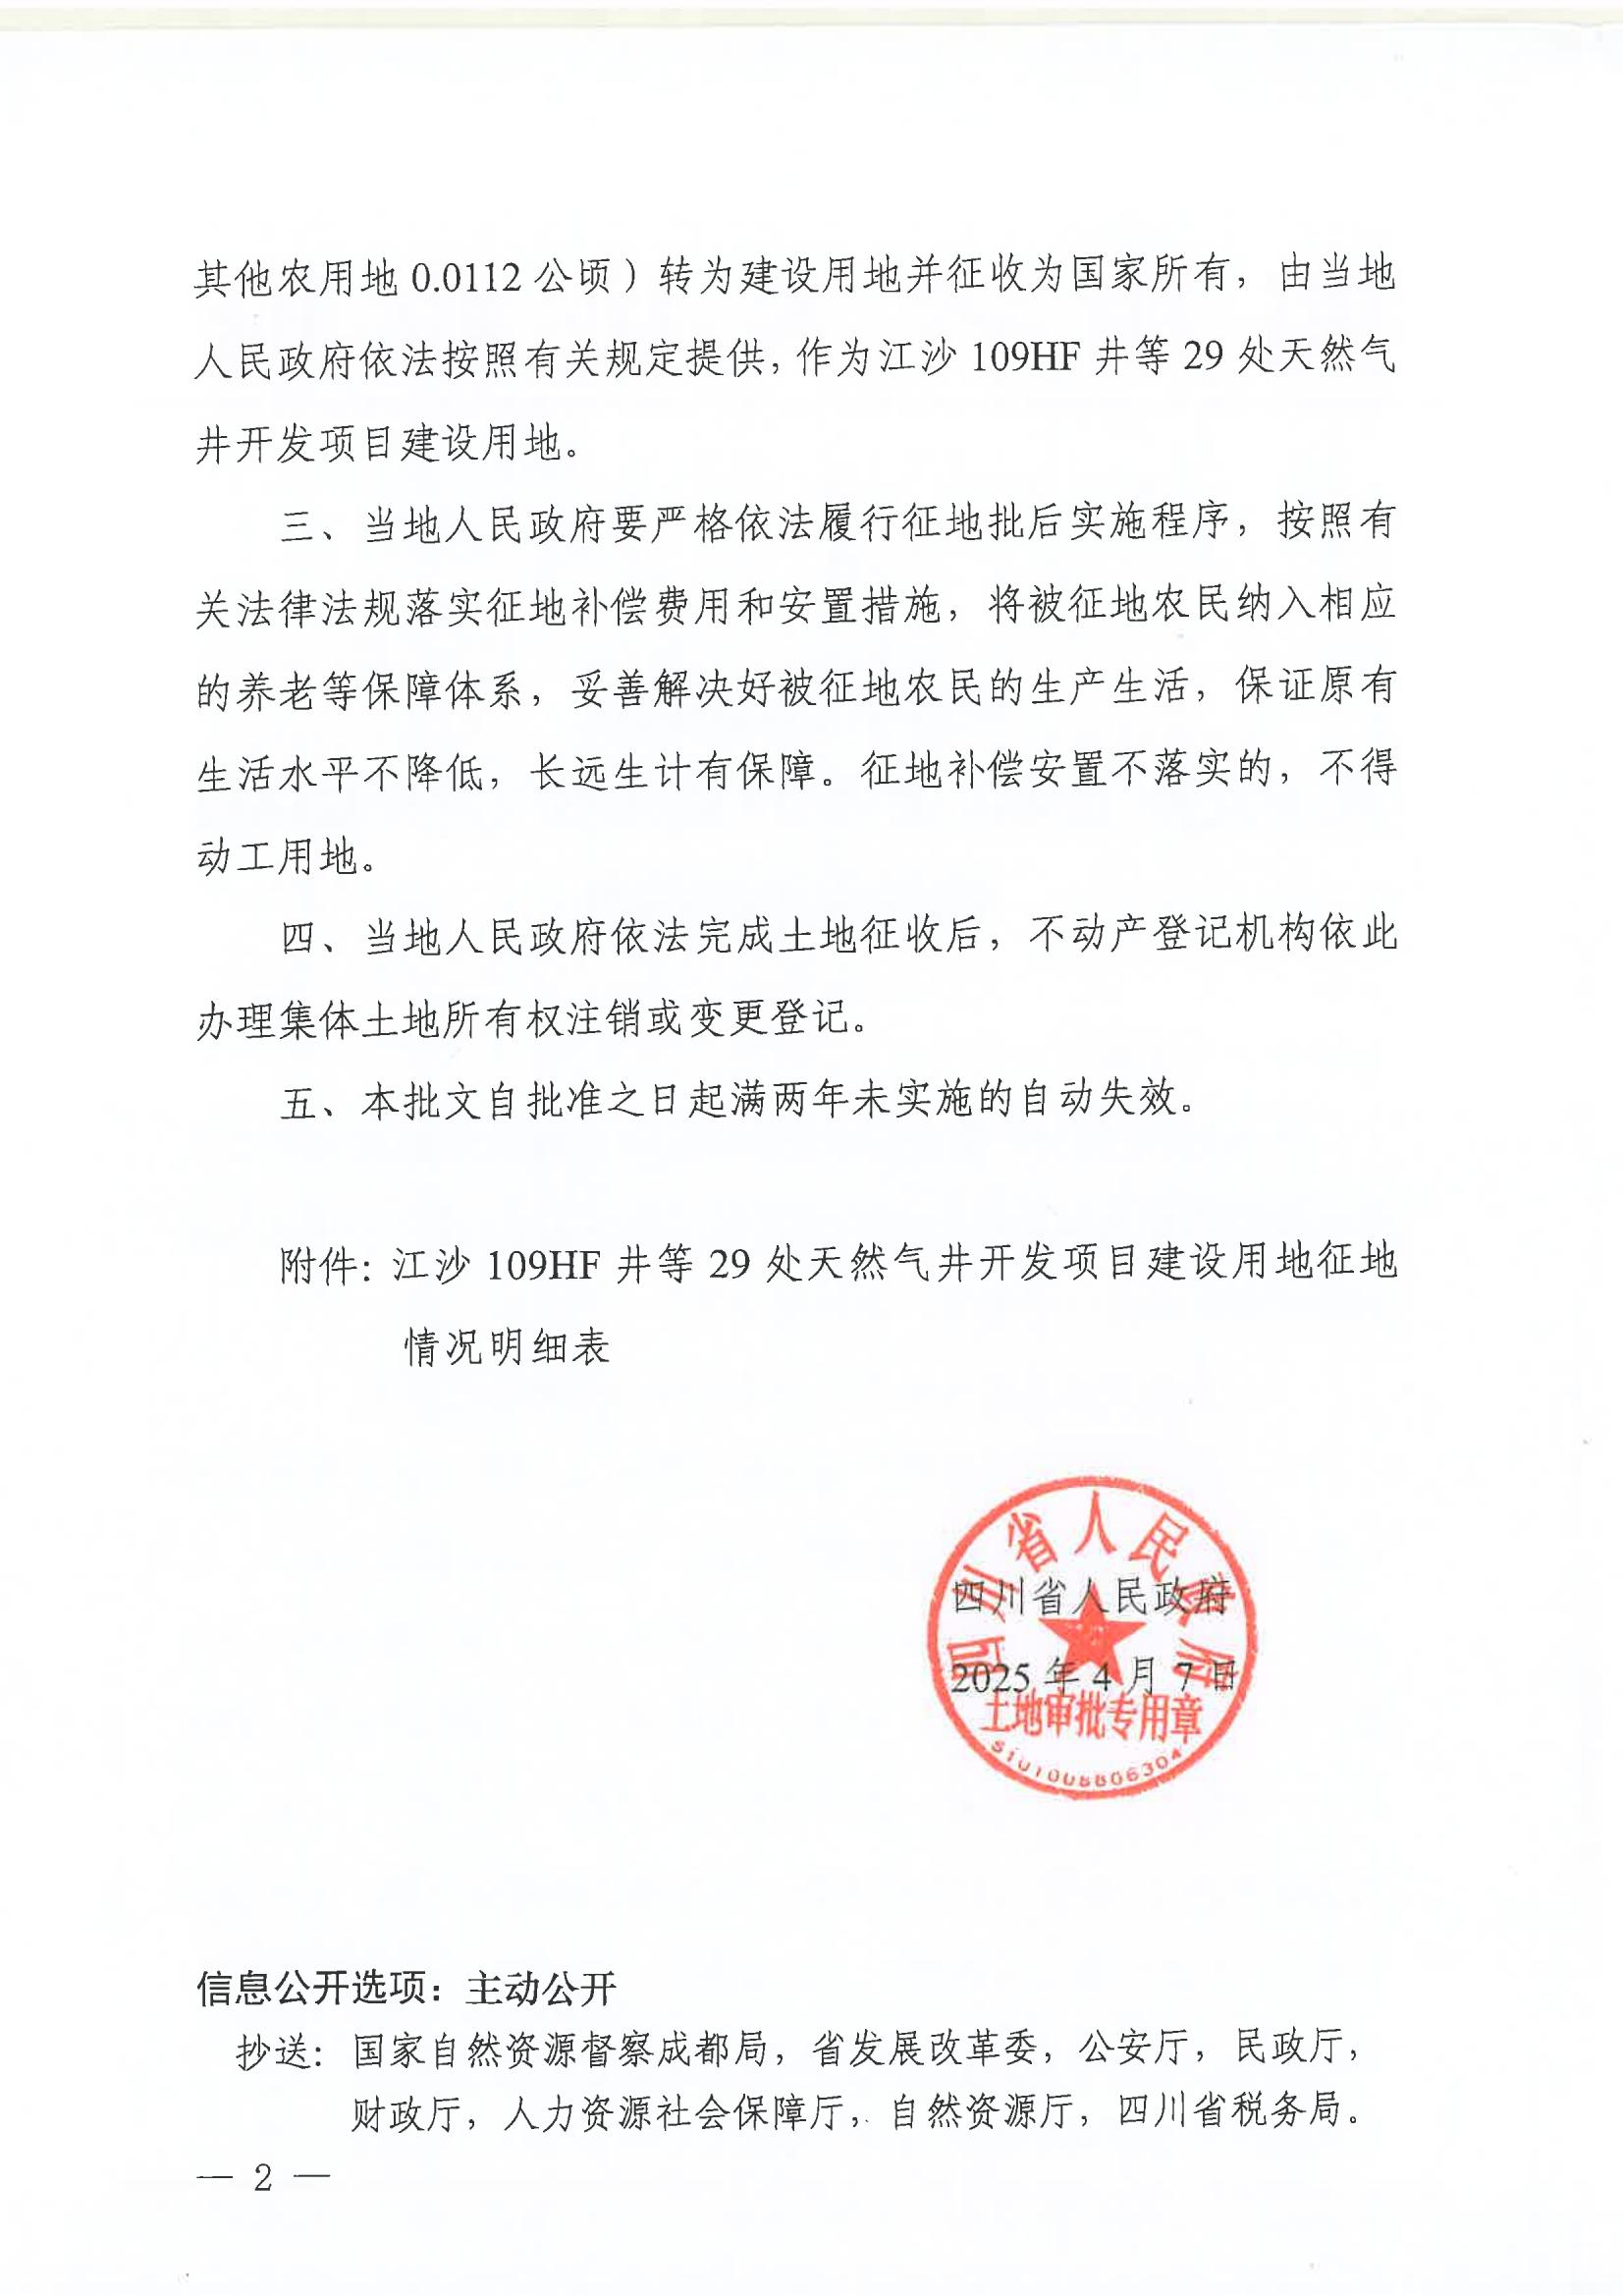 其他农用地 0.0112 公顷）转为建设用地并征收为国家所有，由当地
人民政府依法按照有关规定提供，作为江沙 109HF 井等 29 处天然气
井开发项目建设用地。
三、当地人民政府要严格依法履行征地批后实施程序，按照有
关法律法规落实征地补偿费用和安置措施，将被征地农民纳入相应
的养老等保障体系，妥善解决好被征地农民的生产生活，保证原有
生活水平不降低，长远生计有保障。征地补偿安置不落实的，不得
动工用地。
四、当地人民政府依法完成土地征收后，不动产登记机构依此
办理集体土地所有权注销或变更登记。
五、本批文自批准之日起满两年未实施的自动失效。
附件：江沙 109HF 井等 29 处天然气井开发项目建设用地征地
情况明细表
四川省人民政府
四川省人民政府
2025 年 4 月 7 日
土地审批专用章
信息公开选项：主动公开
抄送：国家自然资源督察成都局，省发展改革委，公安厅，民政厅，
财政厅，人力资源社会保障厅，自然资源厅，四川省税务局。
— 2 —